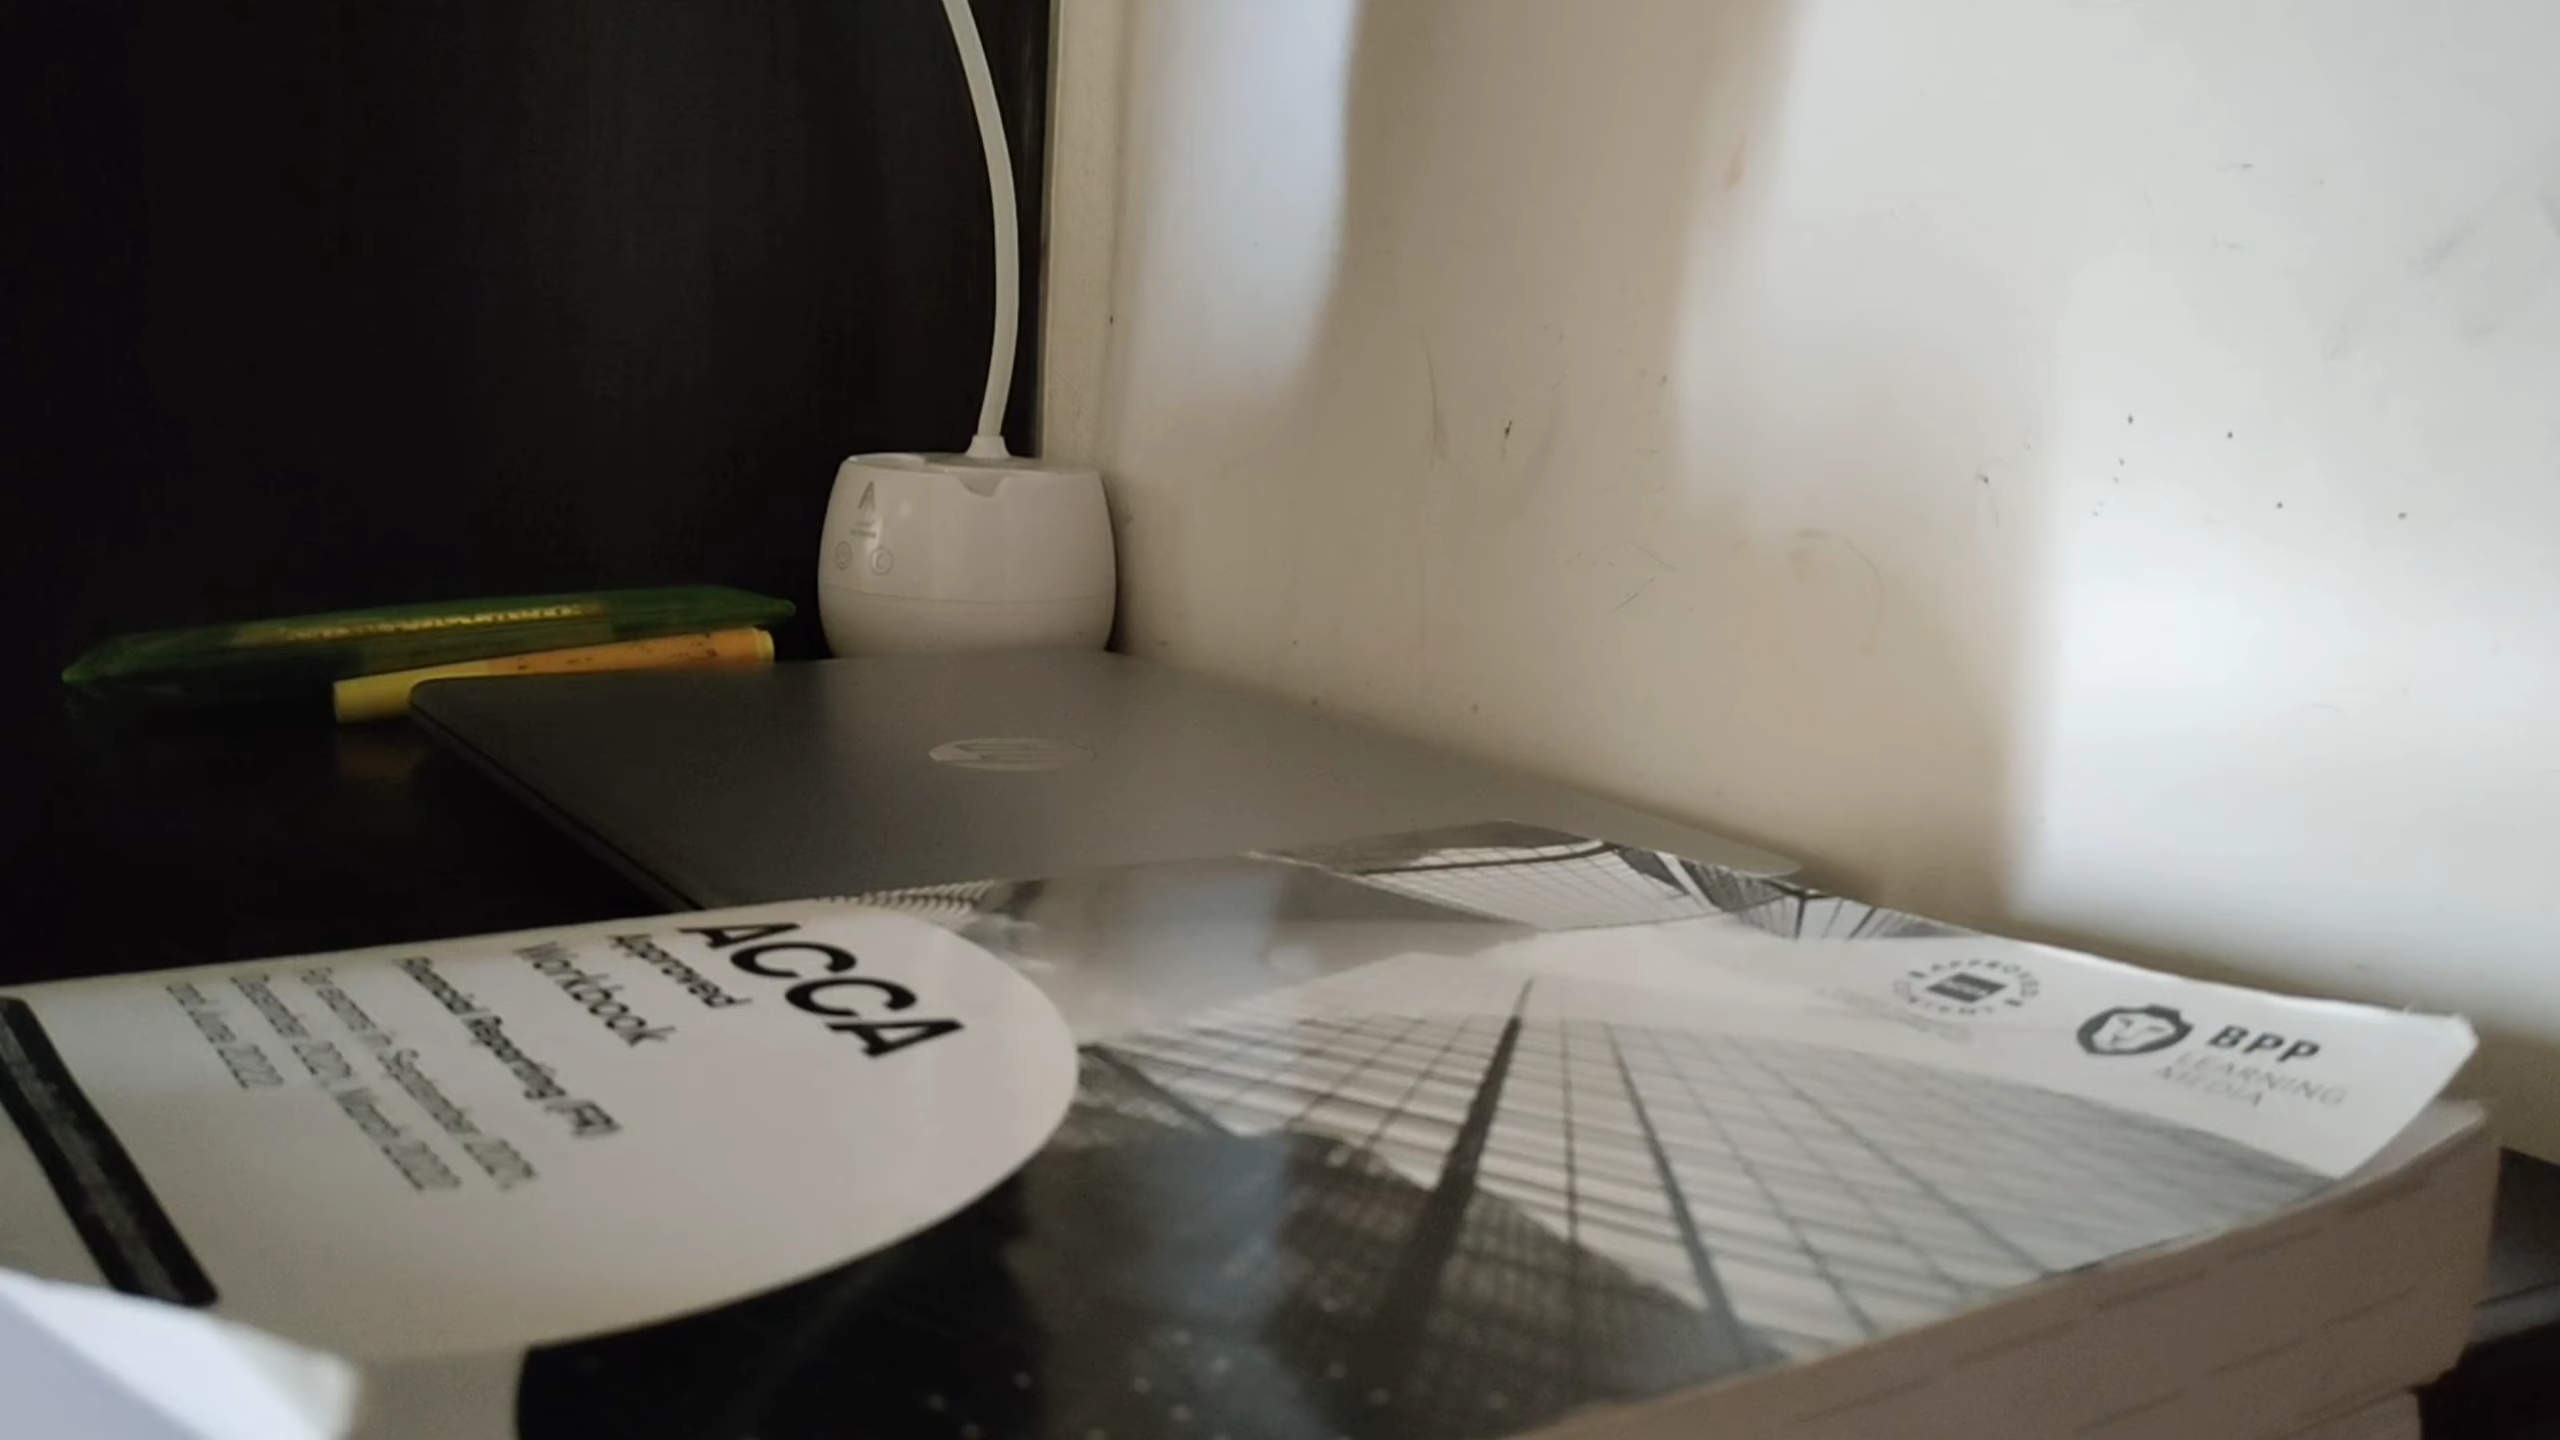 ACCA
Approved
Workbook
Financial Reporting (FR)
For exams in September 2021,
December 2021, March 2022
and June 2022
BPP
LEARNING
MEDIA
hp